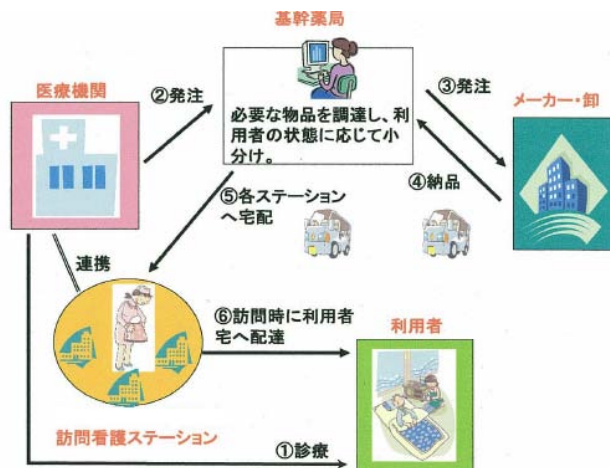 基幹薬局
医療機関
②発注
③発注
メーカー・卸
必要な物品を調達し、利
用者の状態に応じて小
分け。
④納品
⑤各ステーション
へ宅配
連携
⑥訪問時に利用者
宅へ配達
利用者
訪問看護ステーション
①診療